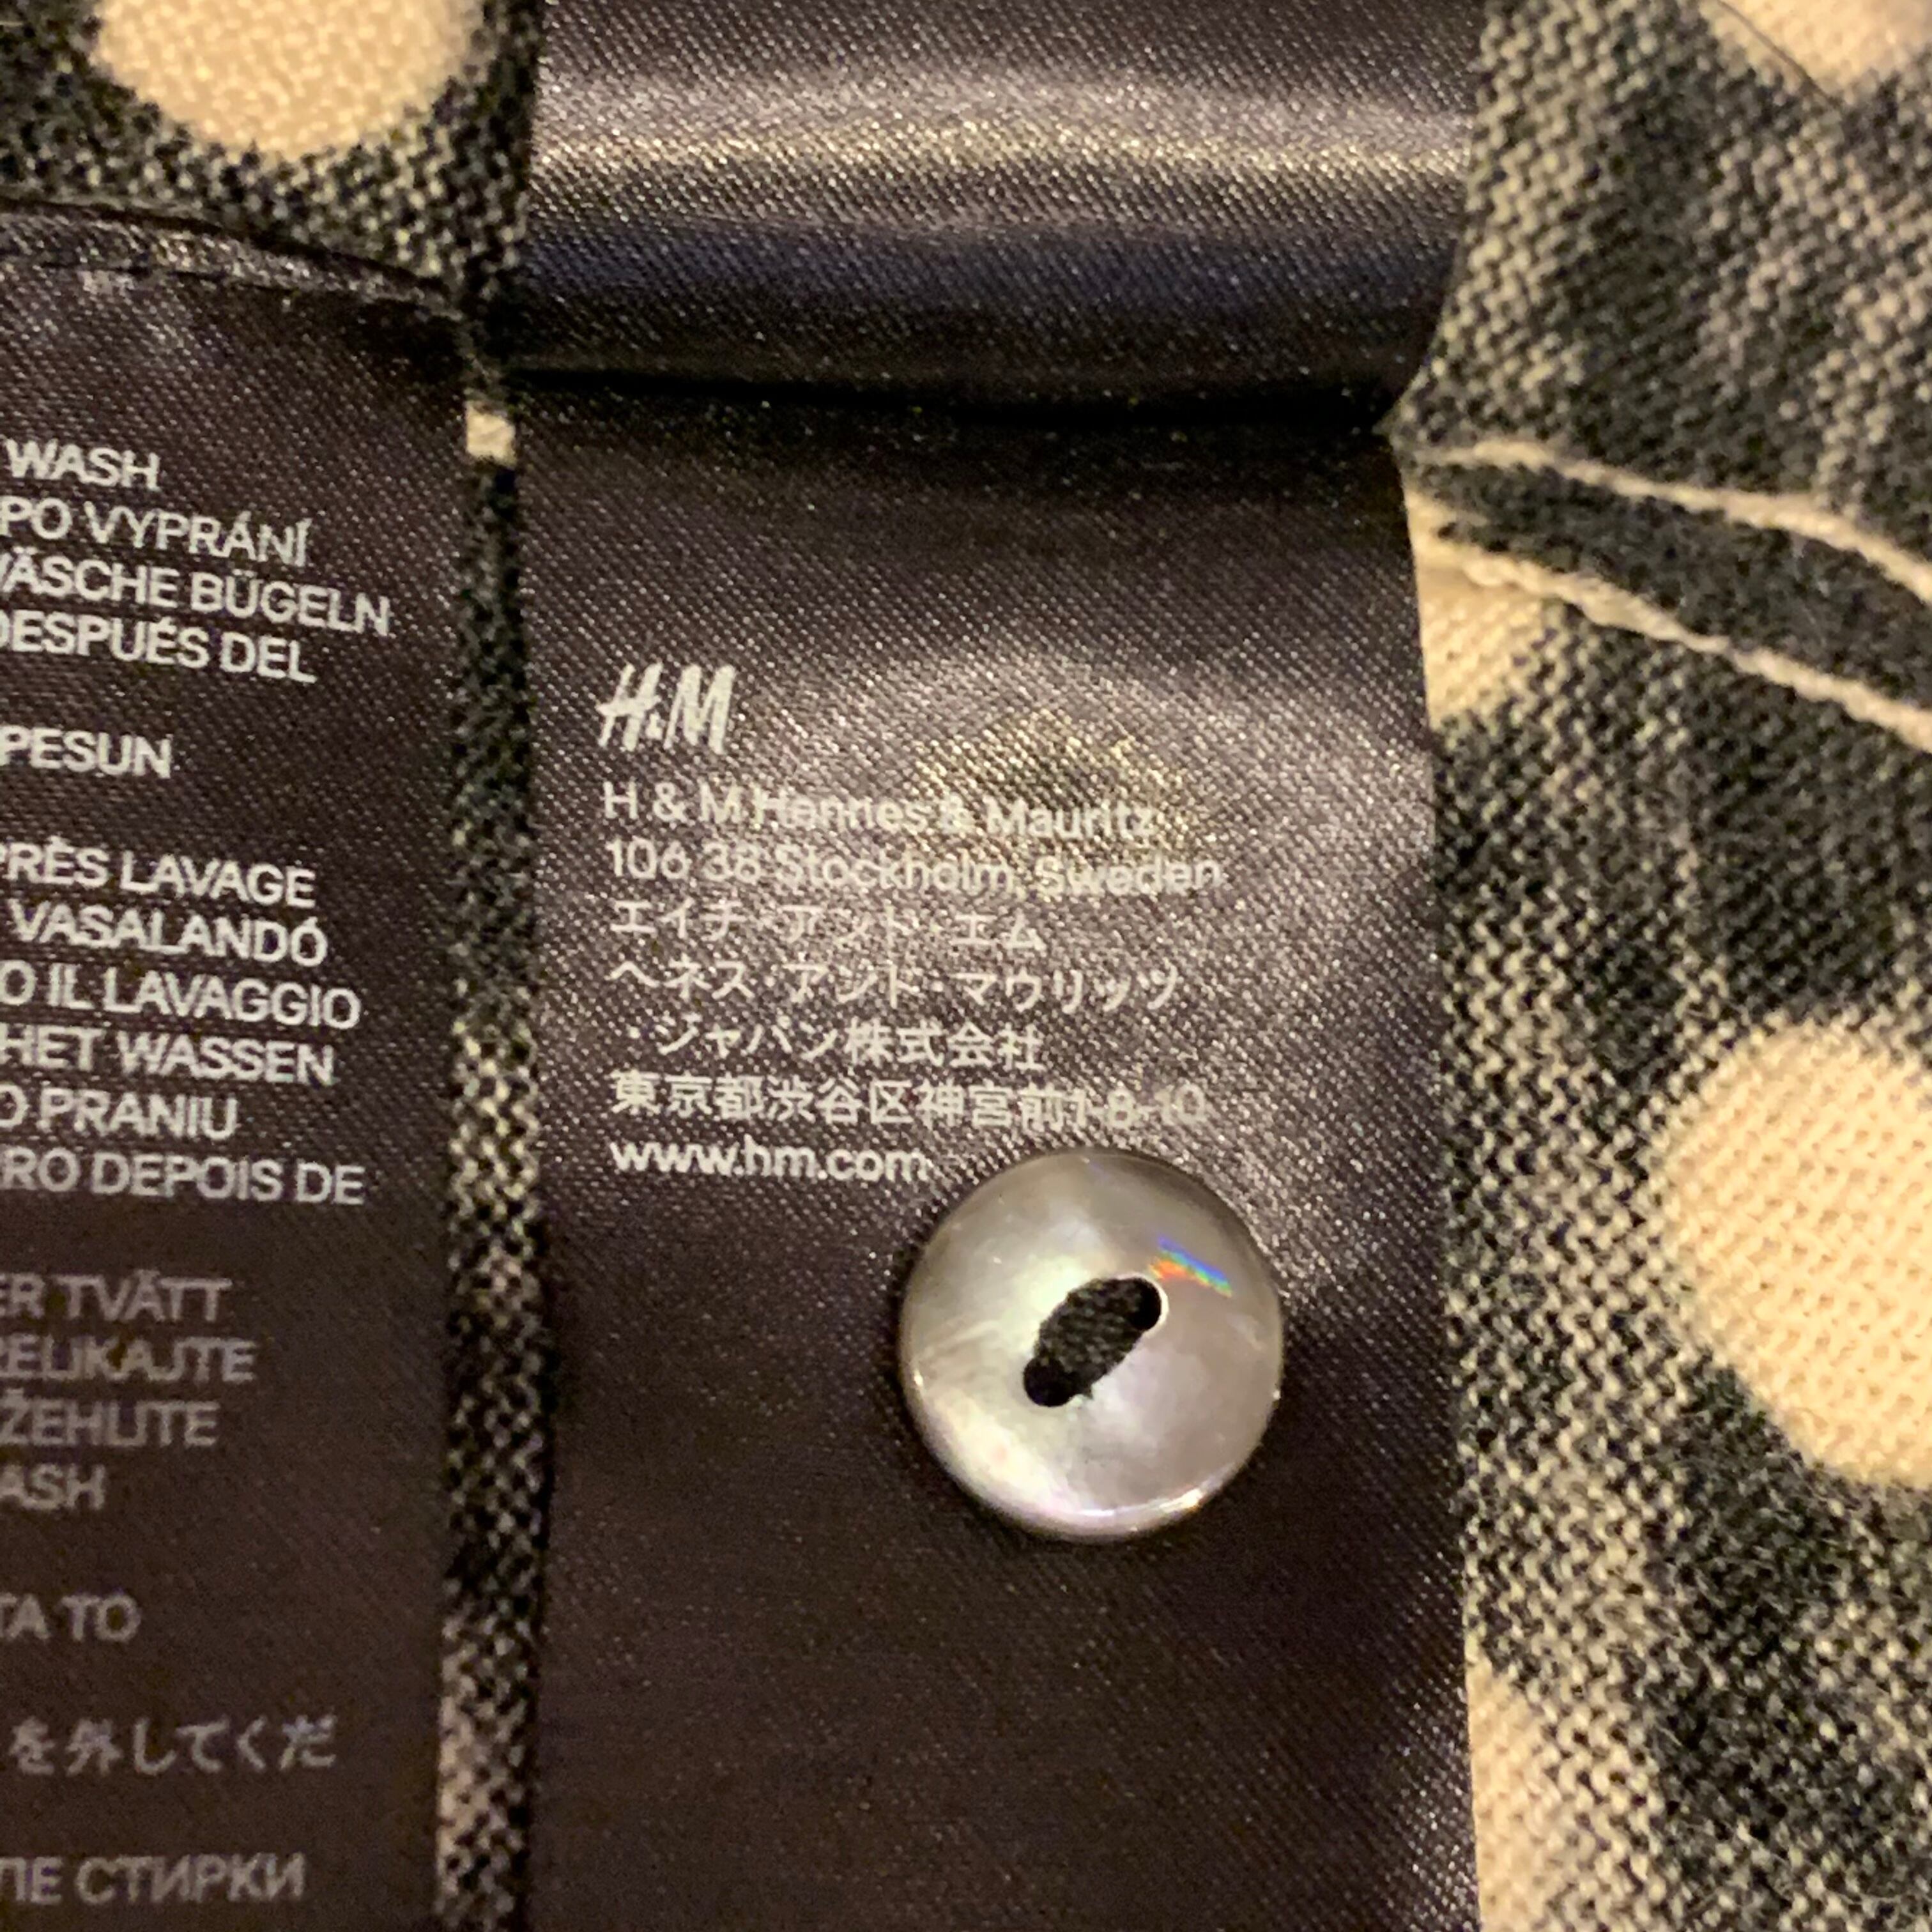 WASH
PO VYPRÁNÍ
WÄSCHE BÜGELN
DESPUÉS DEL
PESUN
PRÈS LAVAGE
VASALANDÓ
O IL LAVAGGIO
HET WASSEN
O PRANIU
RO DEPOIS DE
ER TVÄTT
RELIKAJTE
ŽEHLITE
ASH
TA TO
を外してくだ
ПЕ СТИРКИ
H&M
H & M Hennes & Mauritz
106 38 Stockholm, Sweden
エイチ・アンド・エム
ヘネス・アンド・マウリッツ
・ジャパン株式会社
東京都渋谷区神宮前1-8-10
www.hm.com